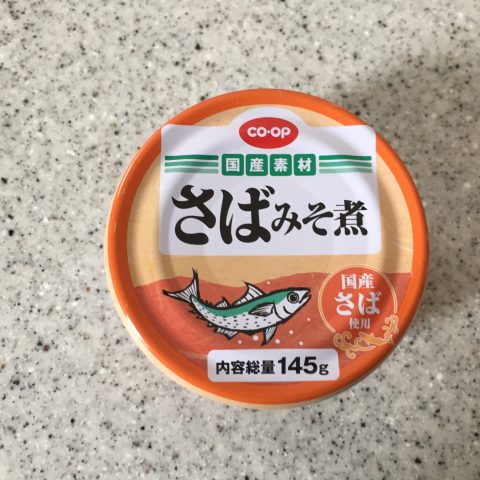 CO-OP
国産素材
さばみそ煮
国産
さば
使用
内容総量145g